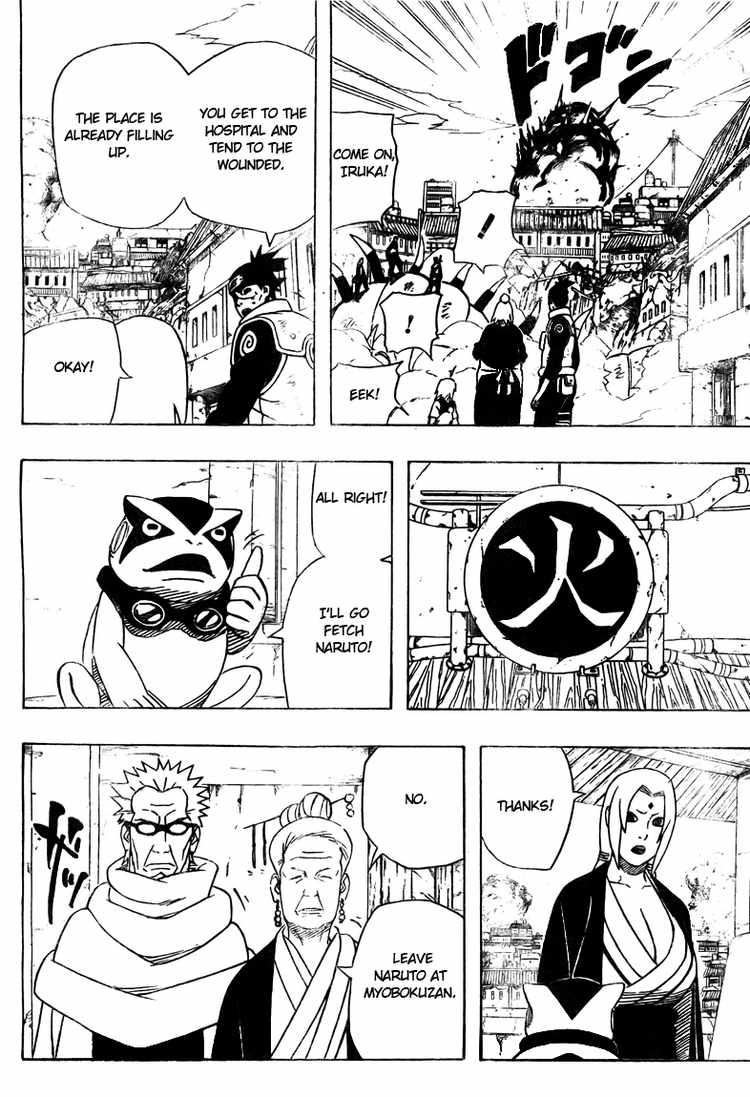 ドゴン
COME ON,
IRUKA!
!
!
EEK!
YOU GET TO THE
HOSPITAL AND
TEND TO THE
WOUNDED.
THE PLACE IS
ALREADY FILLING
UP.
OKAY!
火
ALL RIGHT!
I'LL GO
FETCH
NARUTO!
THANKS!
NO.
LEAVE
NARUTO AT
MYOBOKUZAN.
ザッ